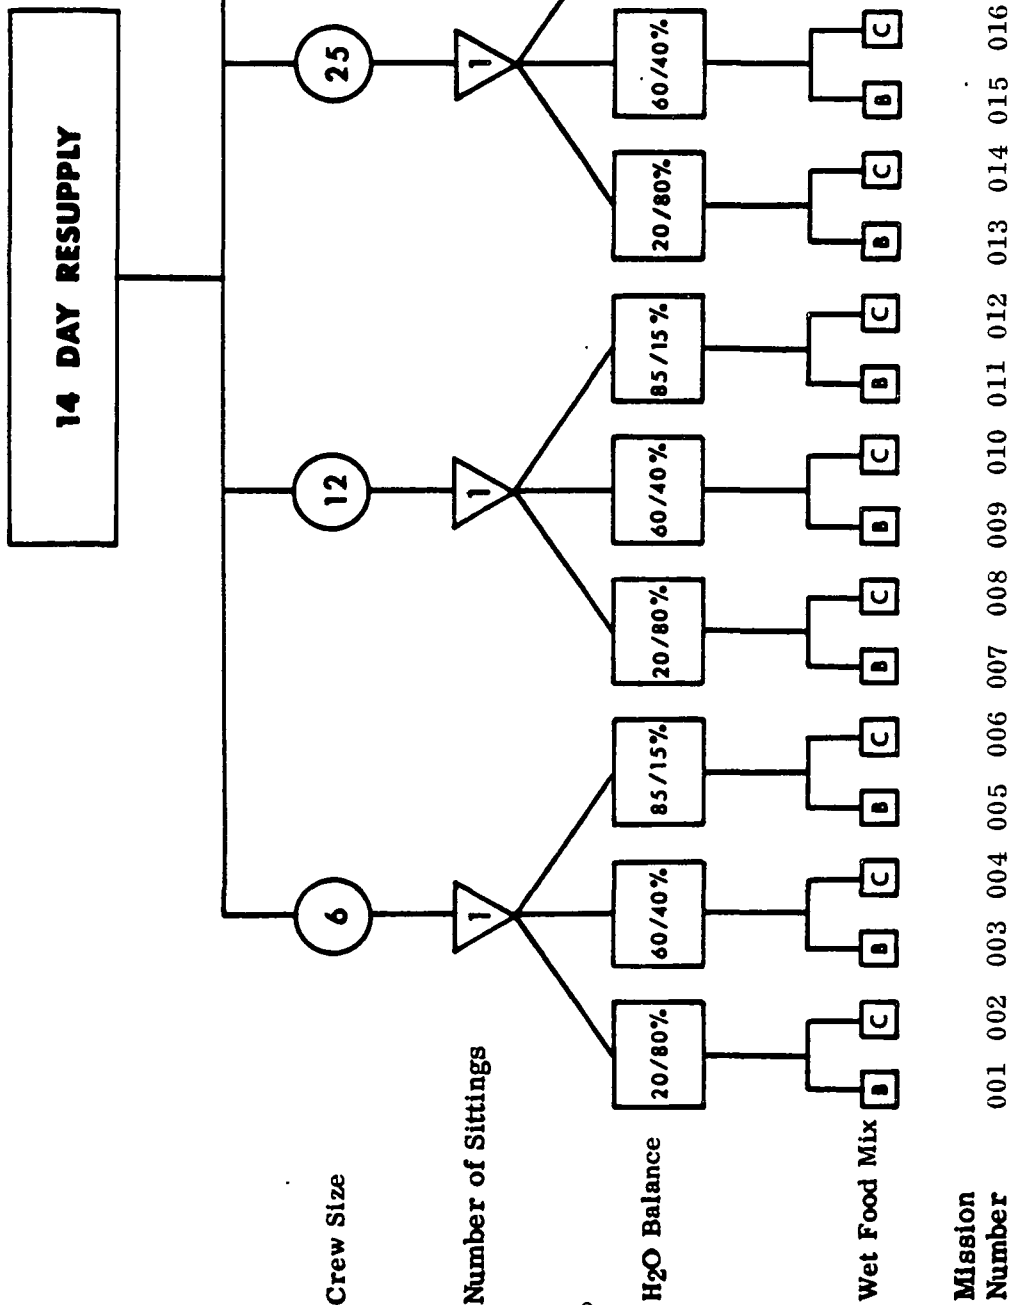 14 DAY RESUPPLY
Crew Size 6 12 25
Number of Sittings 1 1 1
H2O Balance 20/80% 60/40% 85/15% 20/80% 60/40% 85/15% 20/80% 60/40%
Wet Food Mix B C B C B C B C B C B C B C B C
Mission
Number 001 002 003 004 005 006 007 008 009 010 011 012 013 014 015 016